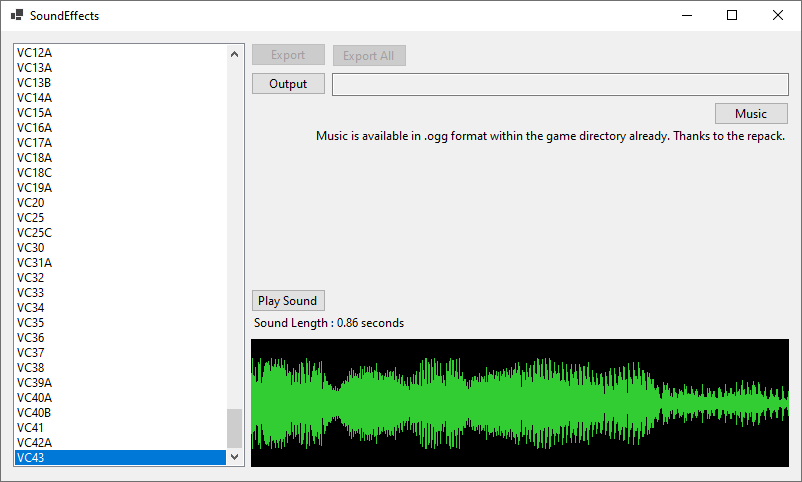 SoundEffects
VC12A
VC13A
VC13B
VC14A
VC15A
VC16A
VC17A
VC18A
VC18C
VC19A
VC20
VC25
VC25C
VC30
VC31A
VC32
VC33
VC34
VC35
VC36
VC37
VC38
VC39A
VC40A
VC40B
VC41
VC42A
VC43
Export
Export All
Output
Music
Music is available in .ogg format within the game directory already. Thanks to the repack.
Play Sound
Sound Length : 0.86 seconds